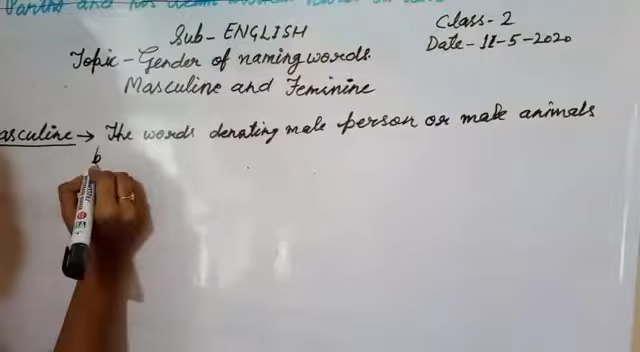 Class-2
Sub-ENGLISH
Date-11-5-2020
Topic-Gender of naming words.
Masculine and Feminine
asculine → The words denating male person or male animals
b